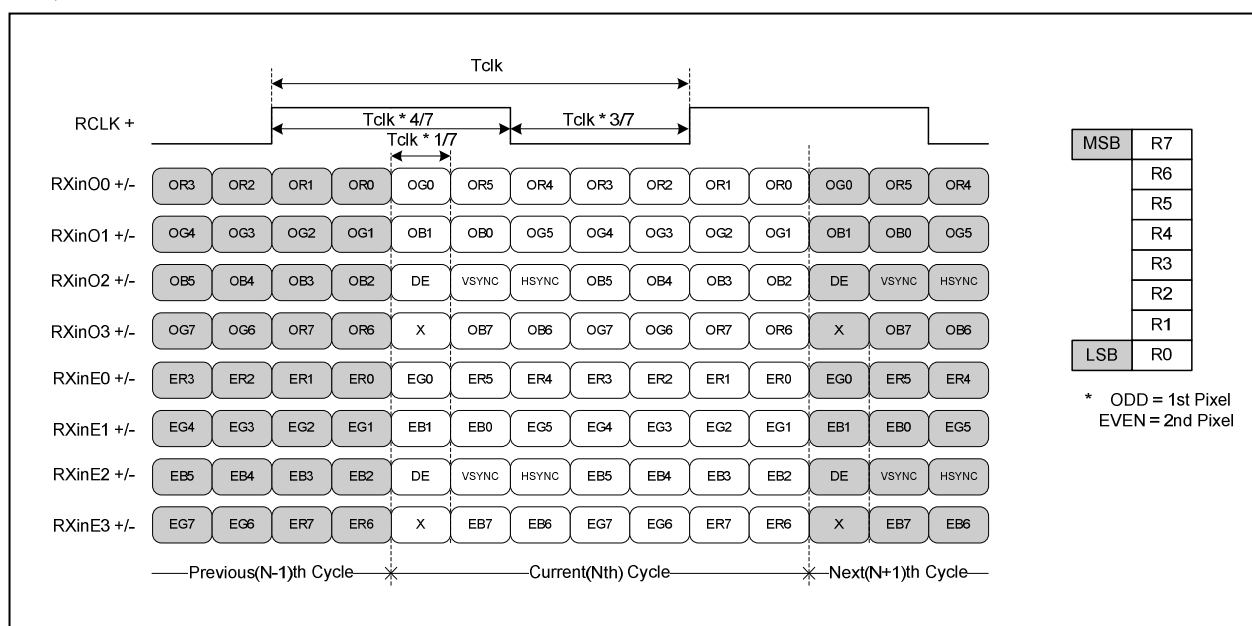 Tclk
RCLK +
Tclk * 4/7
Tclk * 3/7
Tclk * 1/7
RXinO0 +/- OR3 OR2 OR1 OR0 OG0 OR5 OR4 OR3 OR2 OR1 OR0 OG0 OR5 OR4
RXinO1 +/- OG4 OG3 OG2 OG1 OB1 OB0 OG5 OG4 OG3 OG2 OG1 OB1 OB0 OG5
RXinO2 +/- OB5 OB4 OB3 OB2 DE VSYNC HSYNC OB5 OB4 OB3 OB2 DE VSYNC HSYNC
RXinO3 +/- OG7 OG6 OR7 OR6 X OB7 OB6 OG7 OG6 OR7 OR6 X OB7 OB6
RXinE0 +/- ER3 ER2 ER1 ER0 EG0 ER5 ER4 ER3 ER2 ER1 ER0 EG0 ER5 ER4
RXinE1 +/- EG4 EG3 EG2 EG1 EB1 EB0 EG5 EG4 EG3 EG2 EG1 EB1 EB0 EG5
RXinE2 +/- EB5 EB4 EB3 EB2 DE VSYNC HSYNC EB5 EB4 EB3 EB2 DE VSYNC HSYNC
RXinE3 +/- EG7 EG6 ER7 ER6 X EB7 EB6 EG7 EG6 ER7 ER6 X EB7 EB6
Previous(N-1)th Cycle Current(Nth) Cycle Next(N+1)th Cycle
MSB R7
R6
R5
R4
R3
R2
R1
LSB R0
* ODD = 1st Pixel
EVEN = 2nd Pixel